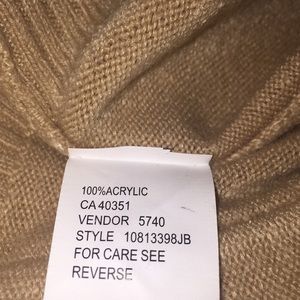 100%ACRYLIC
CA 40351
VENDOR 5740
STYLE 10813398JB
FOR CARE SEE
REVERSE